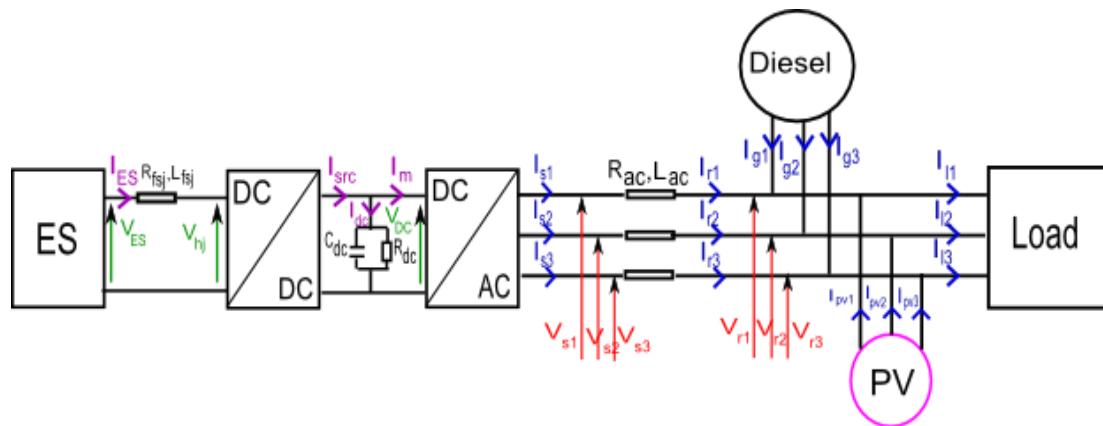 Diesel
I_ES
R_fsj,L_fsj
I_src
I_m
I_s1
R_ac,L_ac
I_r1
I_g1
I_g2
I_g3
I_l1
ES
V_ES
V_hj
DC
DC
I_dc
C_dc
R_dc
V_DC
DC
AC
I_s2
I_s3
I_r2
I_r3
I_l2
I_l3
Load
V_s1
V_s2
V_s3
V_r1
V_r2
V_r3
I_pv1
I_pv2
I_pv3
PV